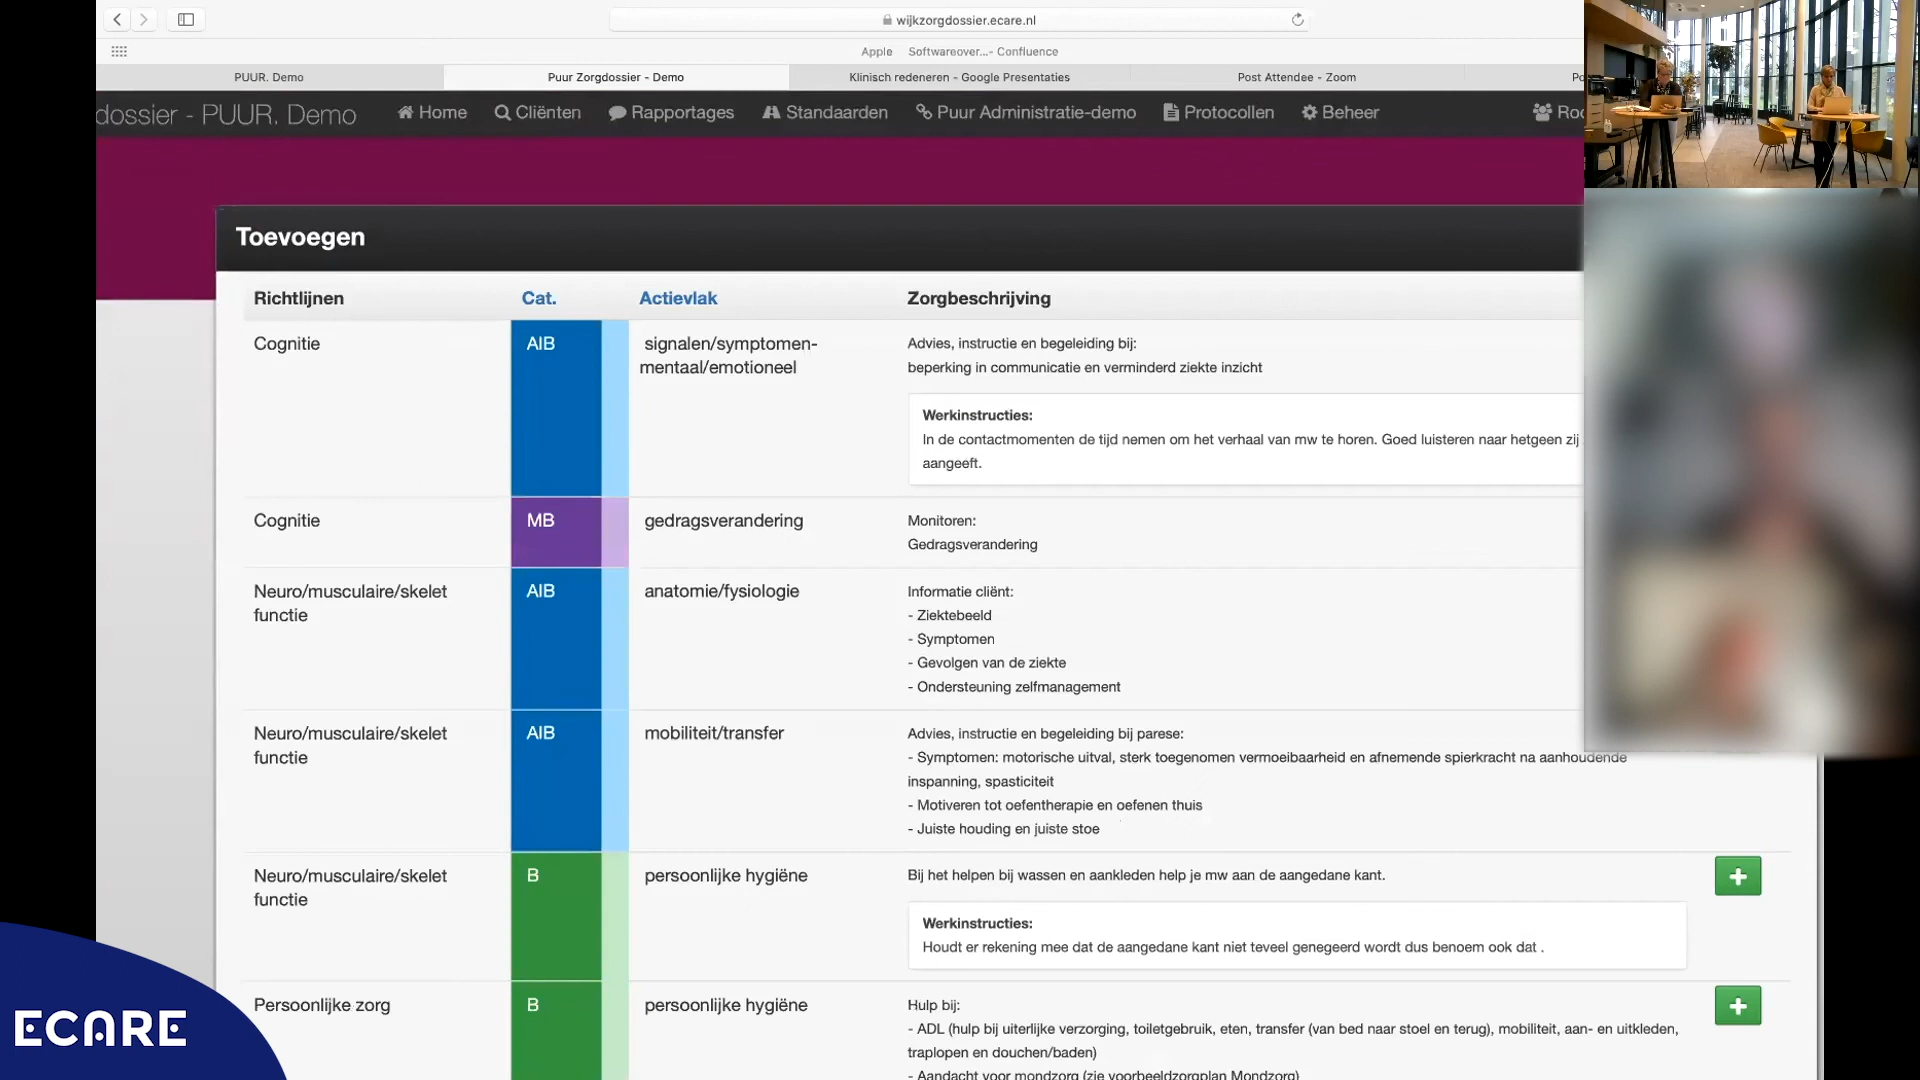 wijkzorgdossier.ecare.nl
Apple Softwareover...- Confluence
PUUR. Demo
Puur Zorgdossier - Demo
Klinisch redeneren - Google Presentaties
Post Attendee - Zoom
dossier - PUUR. Demo
Home
Cliënten
Rapportages
Standaarden
Puur Administratie-demo
Protocollen
Beheer
Toevoegen
Richtlijnen Cat. Actievlak Zorgbeschrijving
Cognitie
AIB
signalen/symptomen-
mentaal/emotioneel
Advies, instructie en begeleiding bij:
beperking in communicatie en verminderd ziekte inzicht
Werkinstructies:
In de contactmomenten de tijd nemen om het verhaal van mw te horen. Goed luisteren naar hetgeen zij
aangeeft.
Cognitie
MB
gedragsverandering
Monitoren:
Gedragsverandering
Neuro/musculaire/skelet
functie
AIB
anatomie/fysiologie
Informatie cliënt:
- Ziektebeeld
- Symptomen
- Gevolgen van de ziekte
- Ondersteuning zelfmanagement
Neuro/musculaire/skelet
functie
AIB
mobiliteit/transfer
Advies, instructie en begeleiding bij parese:
- Symptomen: motorische uitval, sterk toegenomen vermoeibaarheid en afnemende spierkracht na aanhoudende
inspanning, spasticiteit
- Motiveren tot oefentherapie en oefenen thuis
- Juiste houding en juiste stoe
Neuro/musculaire/skelet
functie
B
persoonlijke hygiëne
Bij het helpen bij wassen en aankleden help je mw aan de aangedane kant.
Werkinstructies:
Houdt er rekening mee dat de aangedane kant niet teveel genegeerd wordt dus benoem ook dat .
Persoonlijke zorg
B
persoonlijke hygiëne
Hulp bij:
- ADL (hulp bij uiterlijke verzorging, toiletgebruik, eten, transfer (van bed naar stoel en terug), mobiliteit, aan- en uitkleden,
traplopen en douchen/baden)
- Aandacht voor mondzorg (zie voorbeeldzorgplan Mondzorg)
ECARE